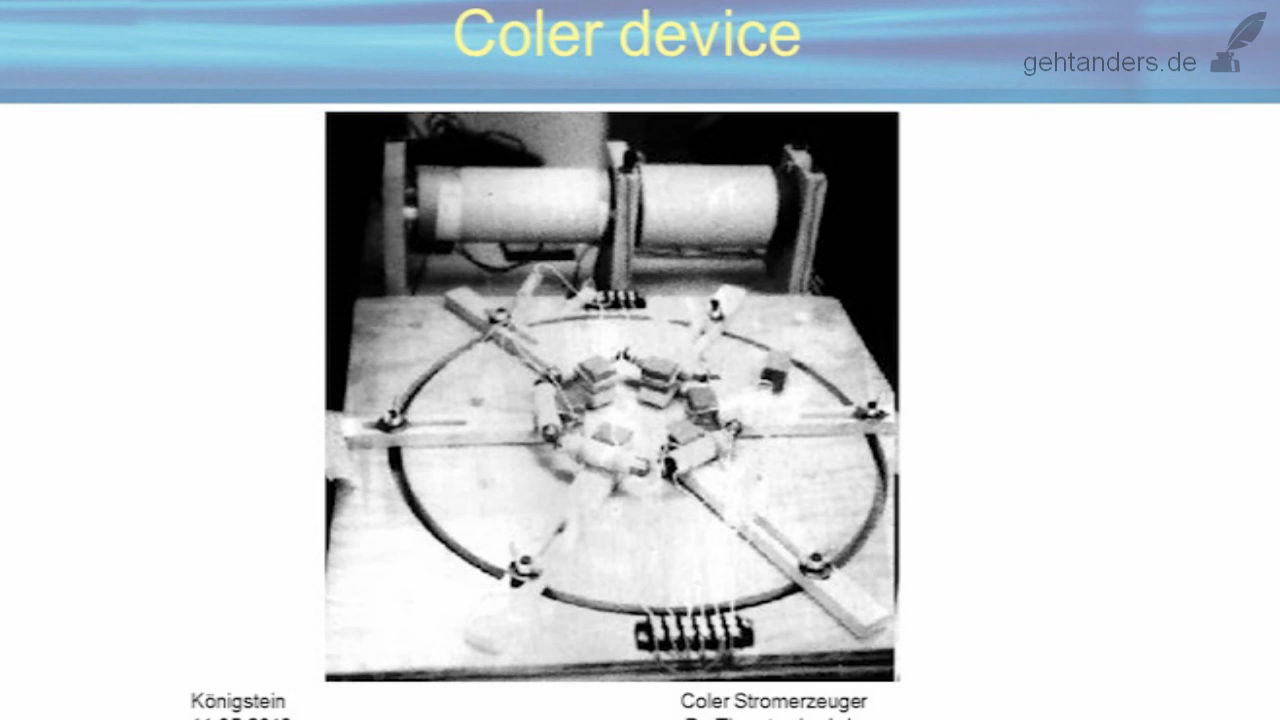 Coler device
gehtanders.de
Königstein
Coler Stromerzeuger